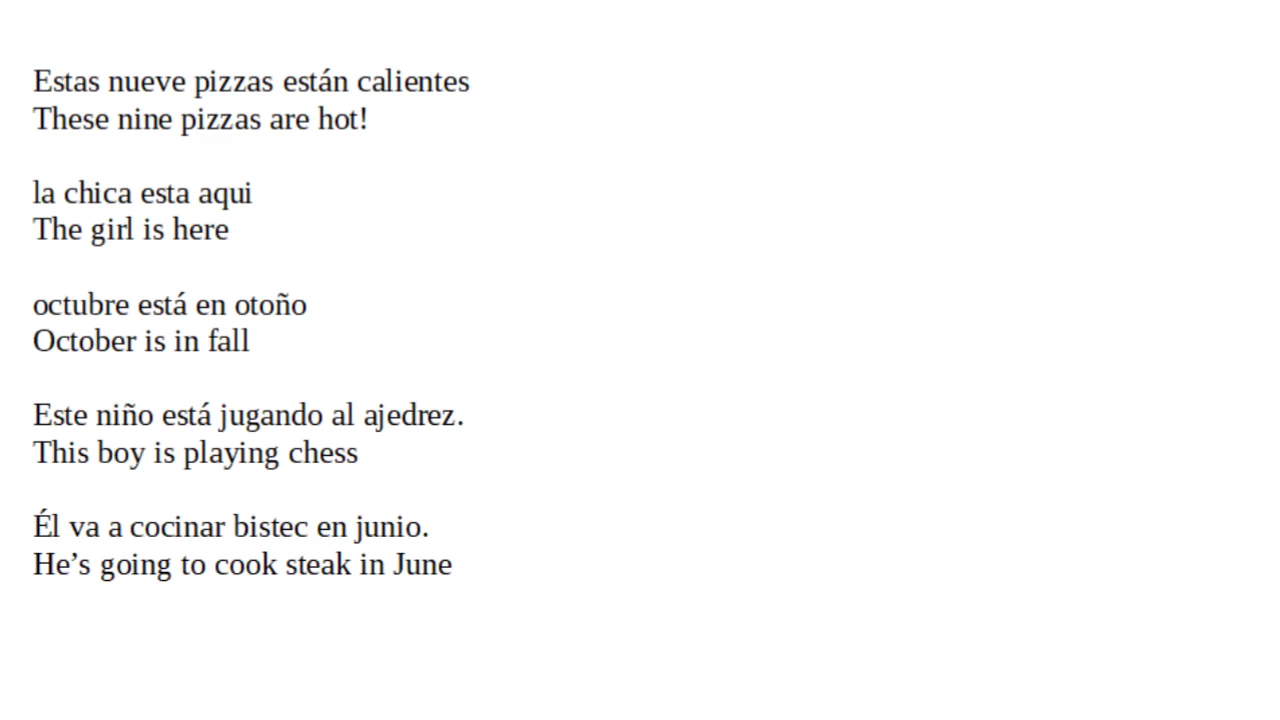 Estas nueve pizzas están calientes
These nine pizzas are hot!
la chica esta aqui
The girl is here
octubre está en otoño
October is in fall
Este niño está jugando al ajedrez.
This boy is playing chess
Él va a cocinar bistec en junio.
He’s going to cook steak in June